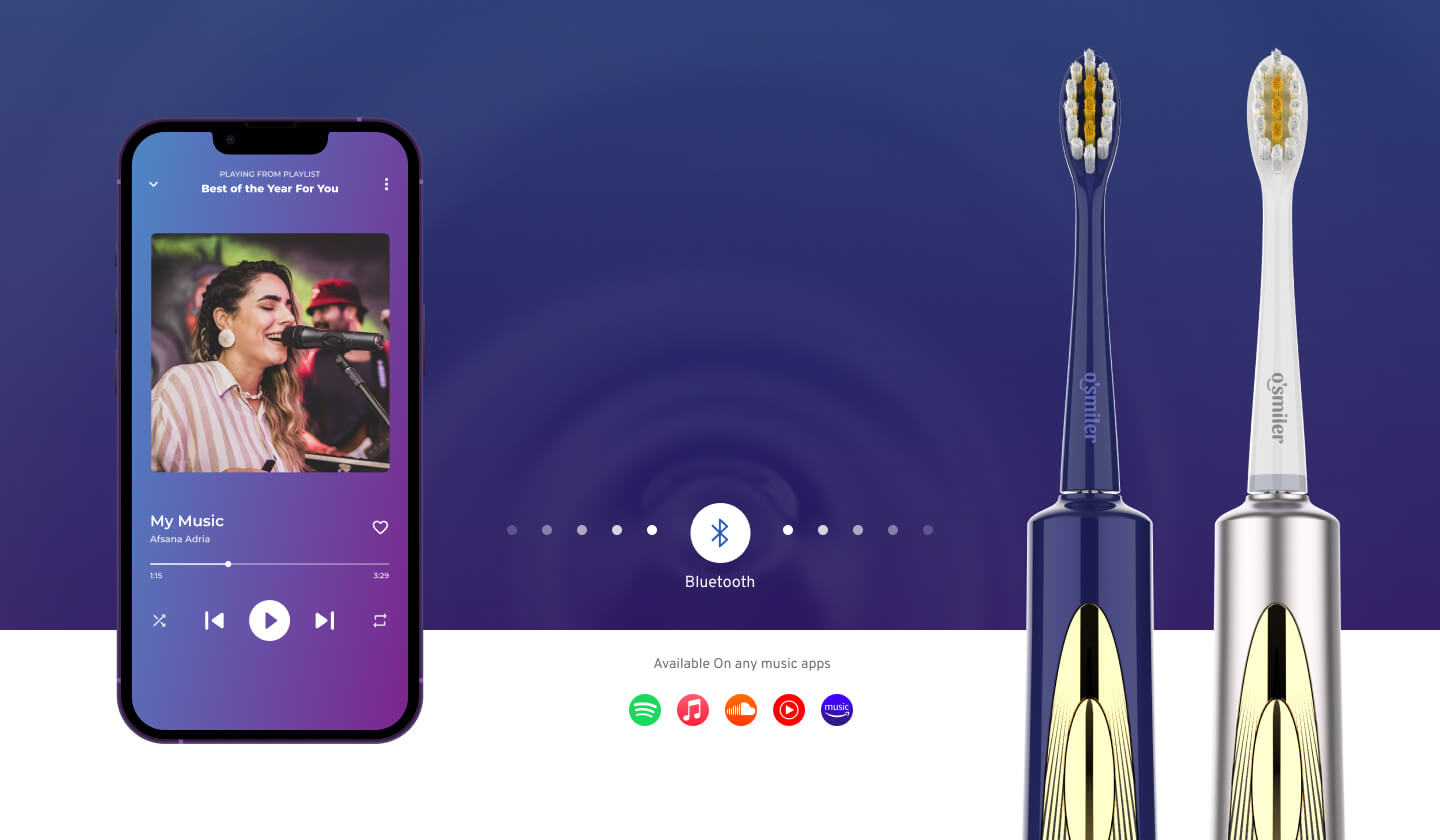 PLAYING FROM PLAYLIST
Best of the Year For You
My Music
Afsana Adria
1:15
3:29
Bluetooth
Available On any music apps
music
o'smiler
o'smiler